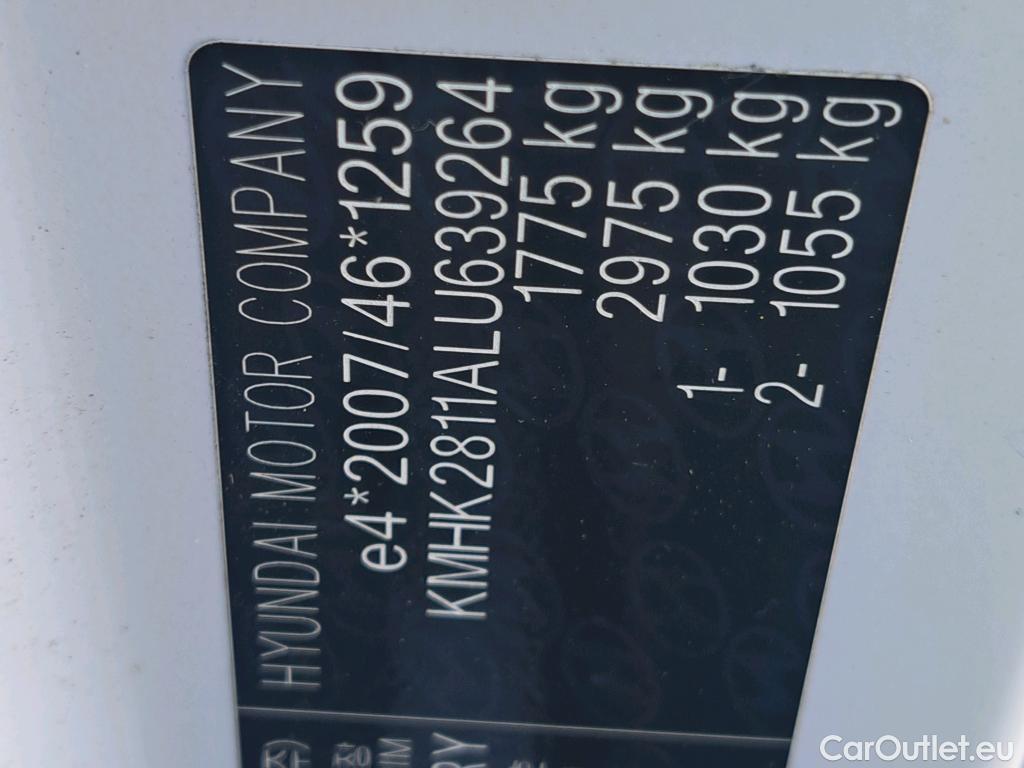 HYUNDAI MOTOR COMPANY
e4*2007/46*1259
KMHK2811ALU639264
1775 kg
2975 kg
1- 1030 kg
2- 1055 kg
CarOutlet.eu